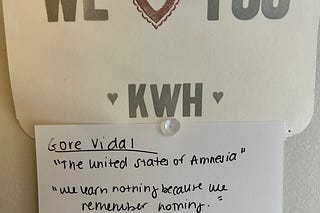 WE YOU
KWH
Gore Vidal
"The united states of Amnesia"
"we learn nothing because we
remember nothing."